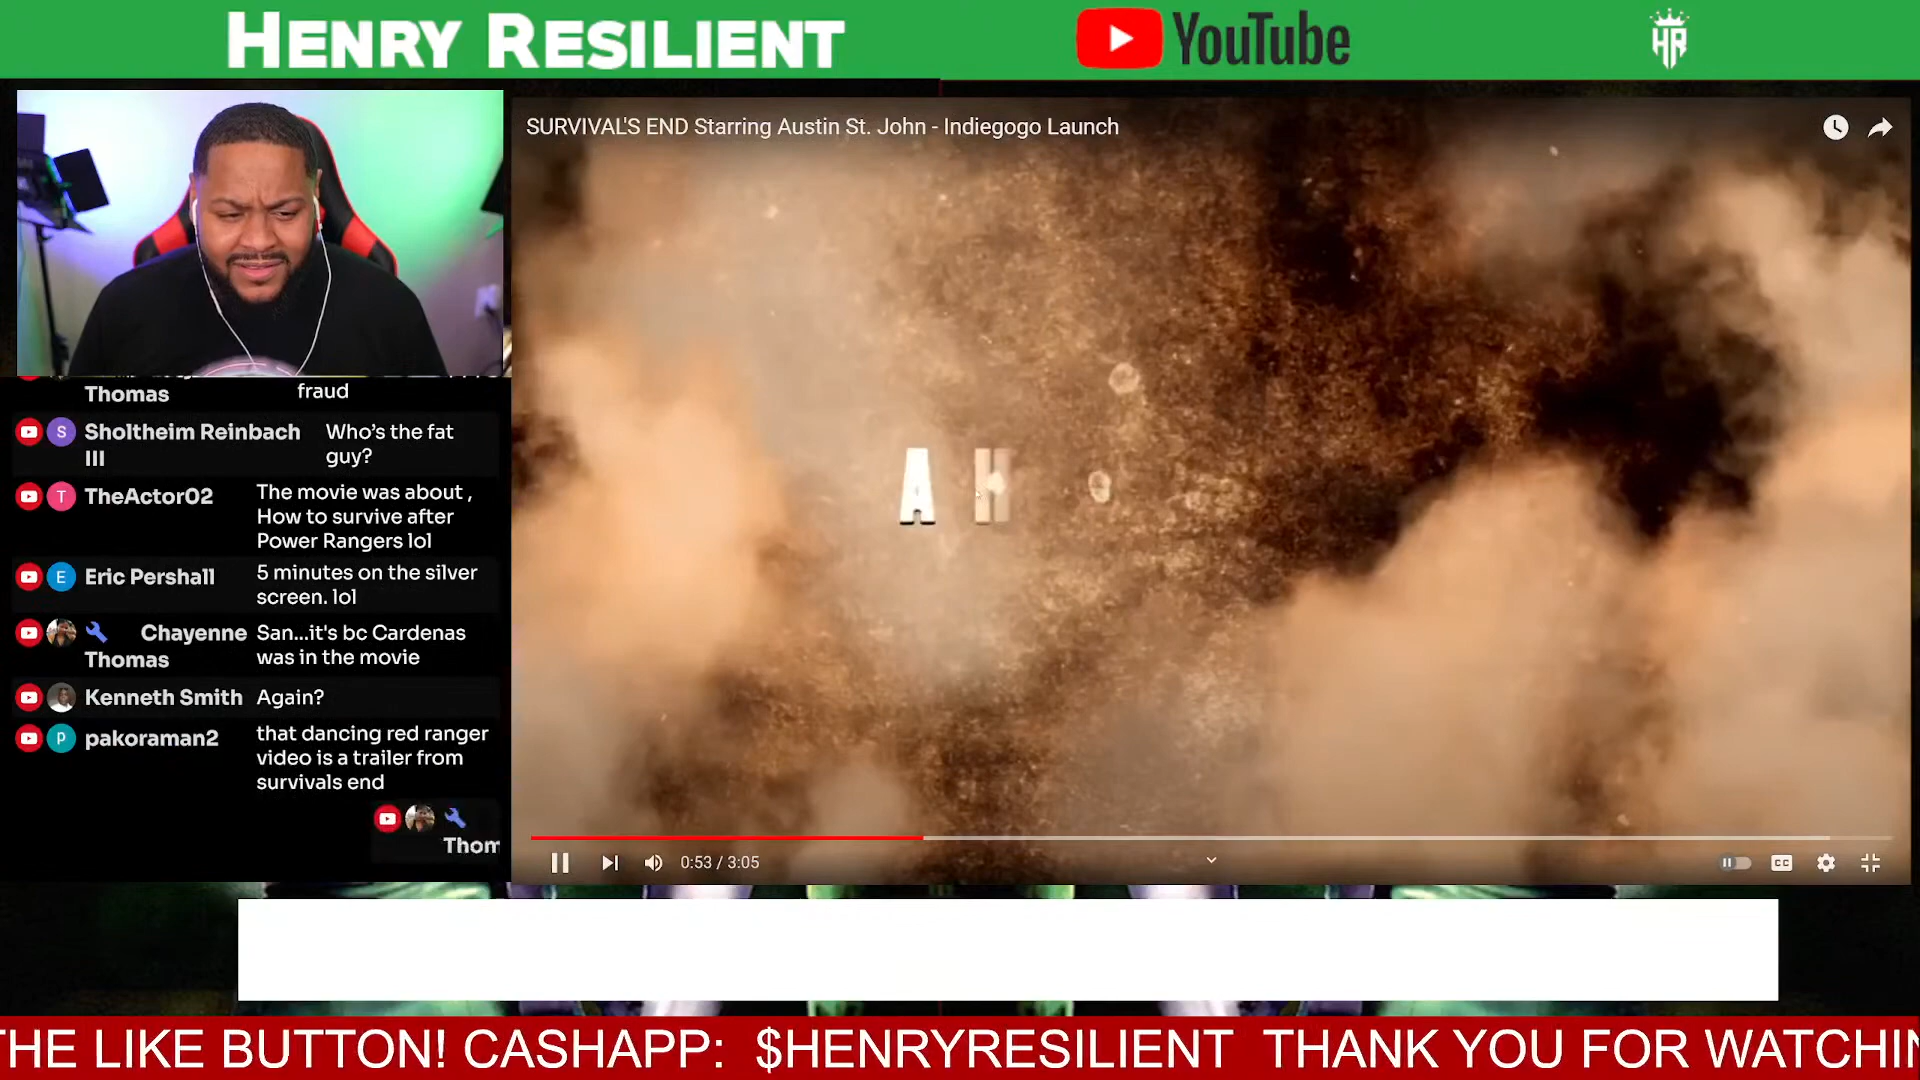 HENRY RESILIENT
YouTube
HR
SURVIVAL'S END Starring Austin St. John - Indiegogo Launch
A H
Thomas
fraud
Sholtheim Reinbach III
Who's the fat guy?
TheActor02
The movie was about ,
How to survive after
Power Rangers lol
Eric Pershall
5 minutes on the silver
screen. lol
Chayenne Thomas
San...it's bc Cardenas
was in the movie
Kenneth Smith
Again?
pakoraman2
that dancing red ranger
video is a trailer from
survivals end
Thom
0:53 / 3:05
CC
THE LIKE BUTTON! CASHAPP: $HENRYRESILIENT THANK YOU FOR WATCHIN